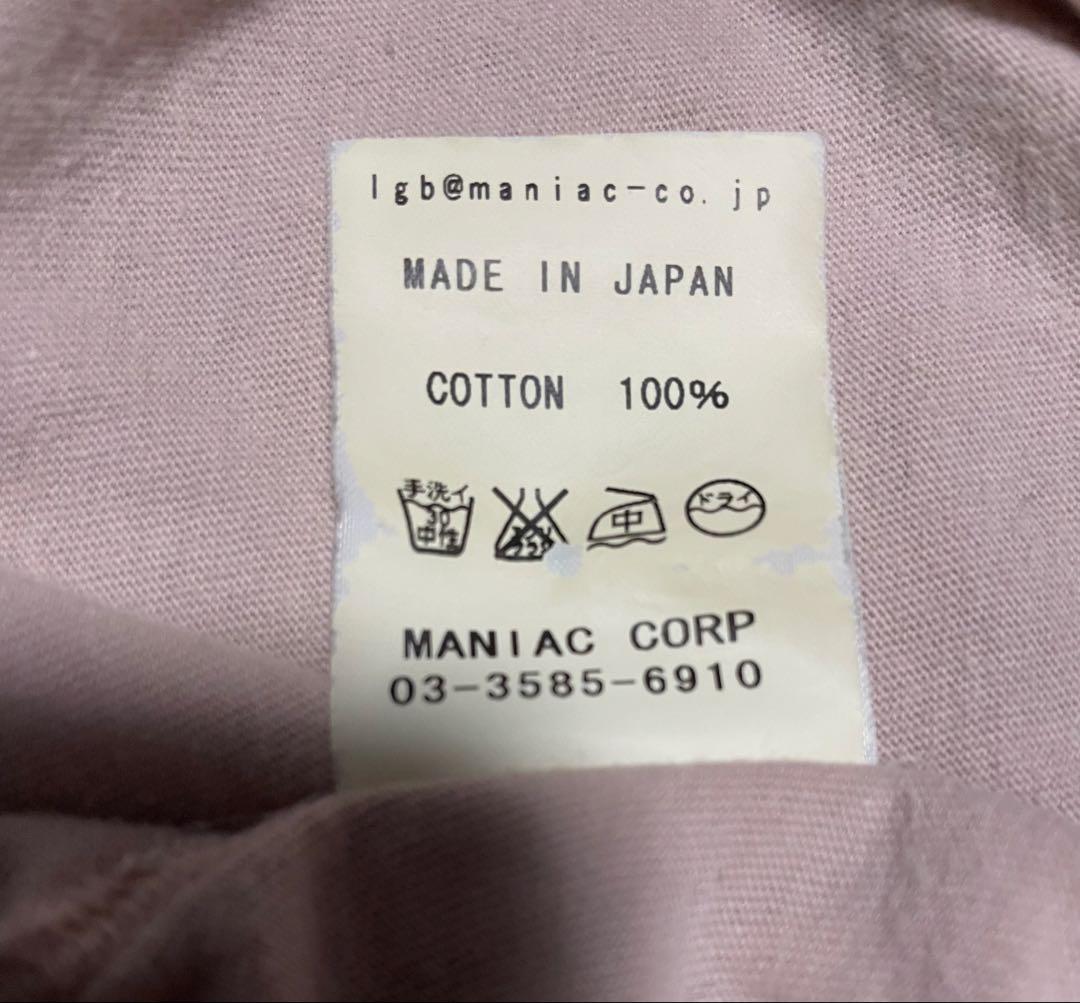 lgb@maniac-co.jp
MADE IN JAPAN
COTTON 100%
手洗イ
30
中性
中
ドライ
MANIAC CORP
03-3585-6910